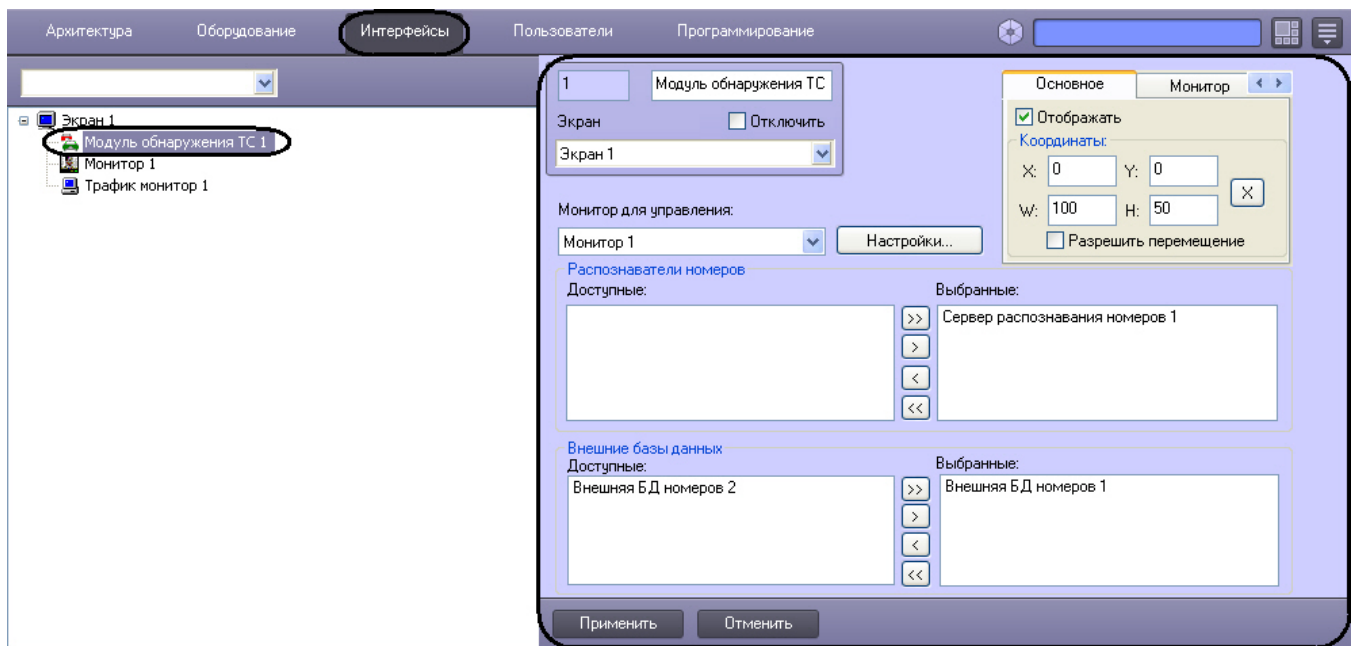 Архитектура Оборудование Интерфейсы Пользователи Программирование
Экран 1
Модуль обнаружения ТС 1
Монитор 1
Трафик монитор 1
1 Модуль обнаружения ТС
Экран Отключить
Экран 1
Основное Монитор
Отображать
Координаты:
X: 0 Y: 0
W: 100 H: 50
X
Разрешить перемещение
Монитор для управления:
Монитор 1 Настройки...
Распознаватели номеров
Доступные: Выбранные:
>> Сервер распознавания номеров 1
>
<
<<
Внешние базы данных
Доступные: Выбранные:
Внешняя БД номеров 2 >> Внешняя БД номеров 1
>
<
<<
Применить Отменить